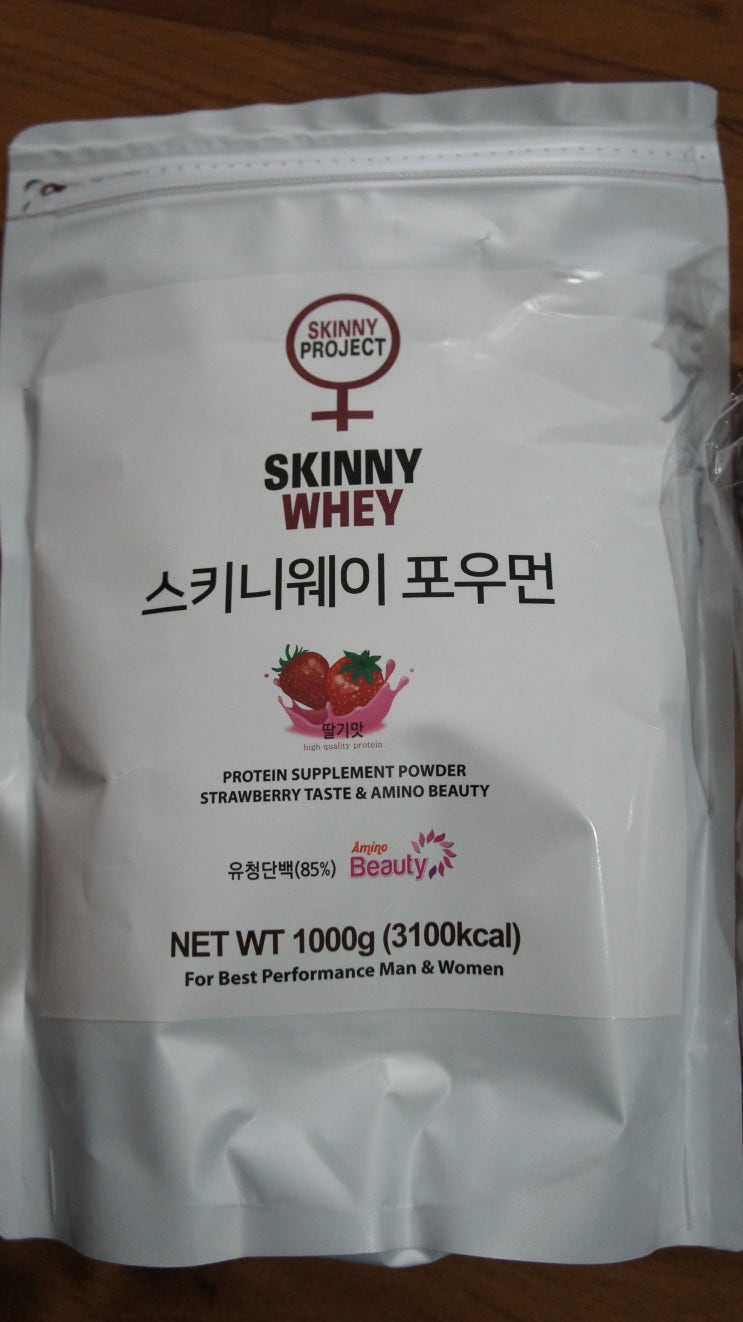 SKINNY
PROJECT
SKINNY
WHEY
스키니웨이 포우먼
딸기맛
high quality protein
PROTEIN SUPPLEMENT POWDER
STRAWBERRY TASTE & AMINO BEAUTY
유청단백(85%)
Amino
Beauty
NET WT 1000g (3100kcal)
For Best Performance Man & Women